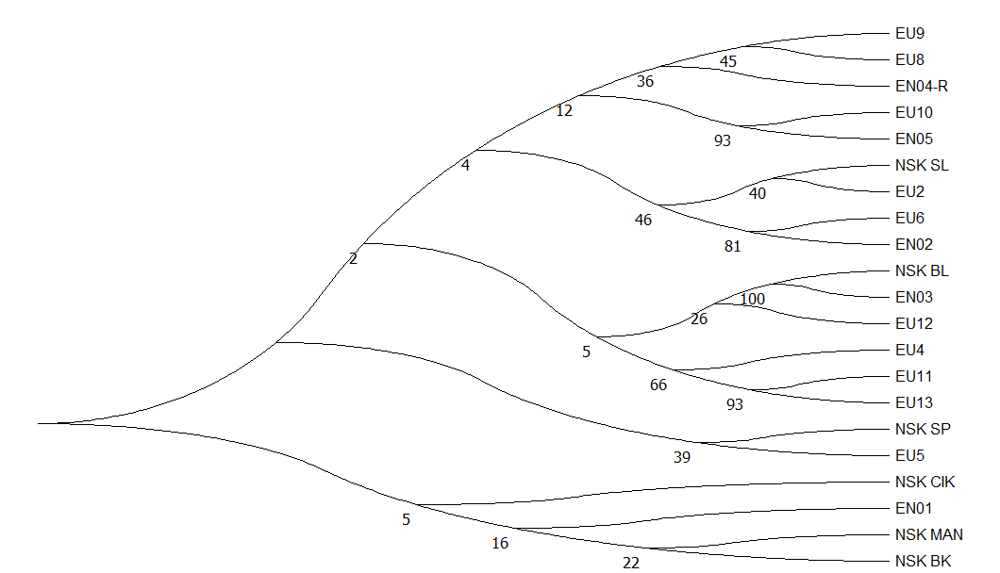 EU9
45
EU8
36
EN04-R
12
EU10
93
EN05
4
NSK SL
40
EU2
46
EU6
81
EN02
2
NSK BL
100
EN03
26
EU12
5
EU4
66
EU11
93
EU13
NSK SP
39
EU5
NSK CIK
5
EN01
16
NSK MAN
22
NSK BK